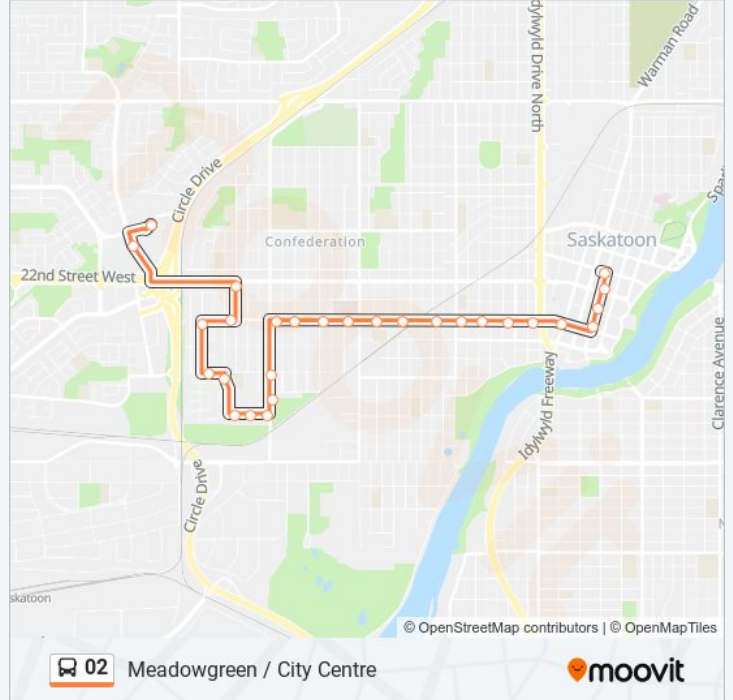 Idylwyld Drive North
Warman Road
Circle Drive
Spa
Confederation
Saskatoon
22nd Street West
Clarence Avenue
Idylwyld Freeway
Circle Drive
skatoon
© OpenStreetMap contributors | © OpenMapTiles
02 Meadowgreen / City Centre
moovit